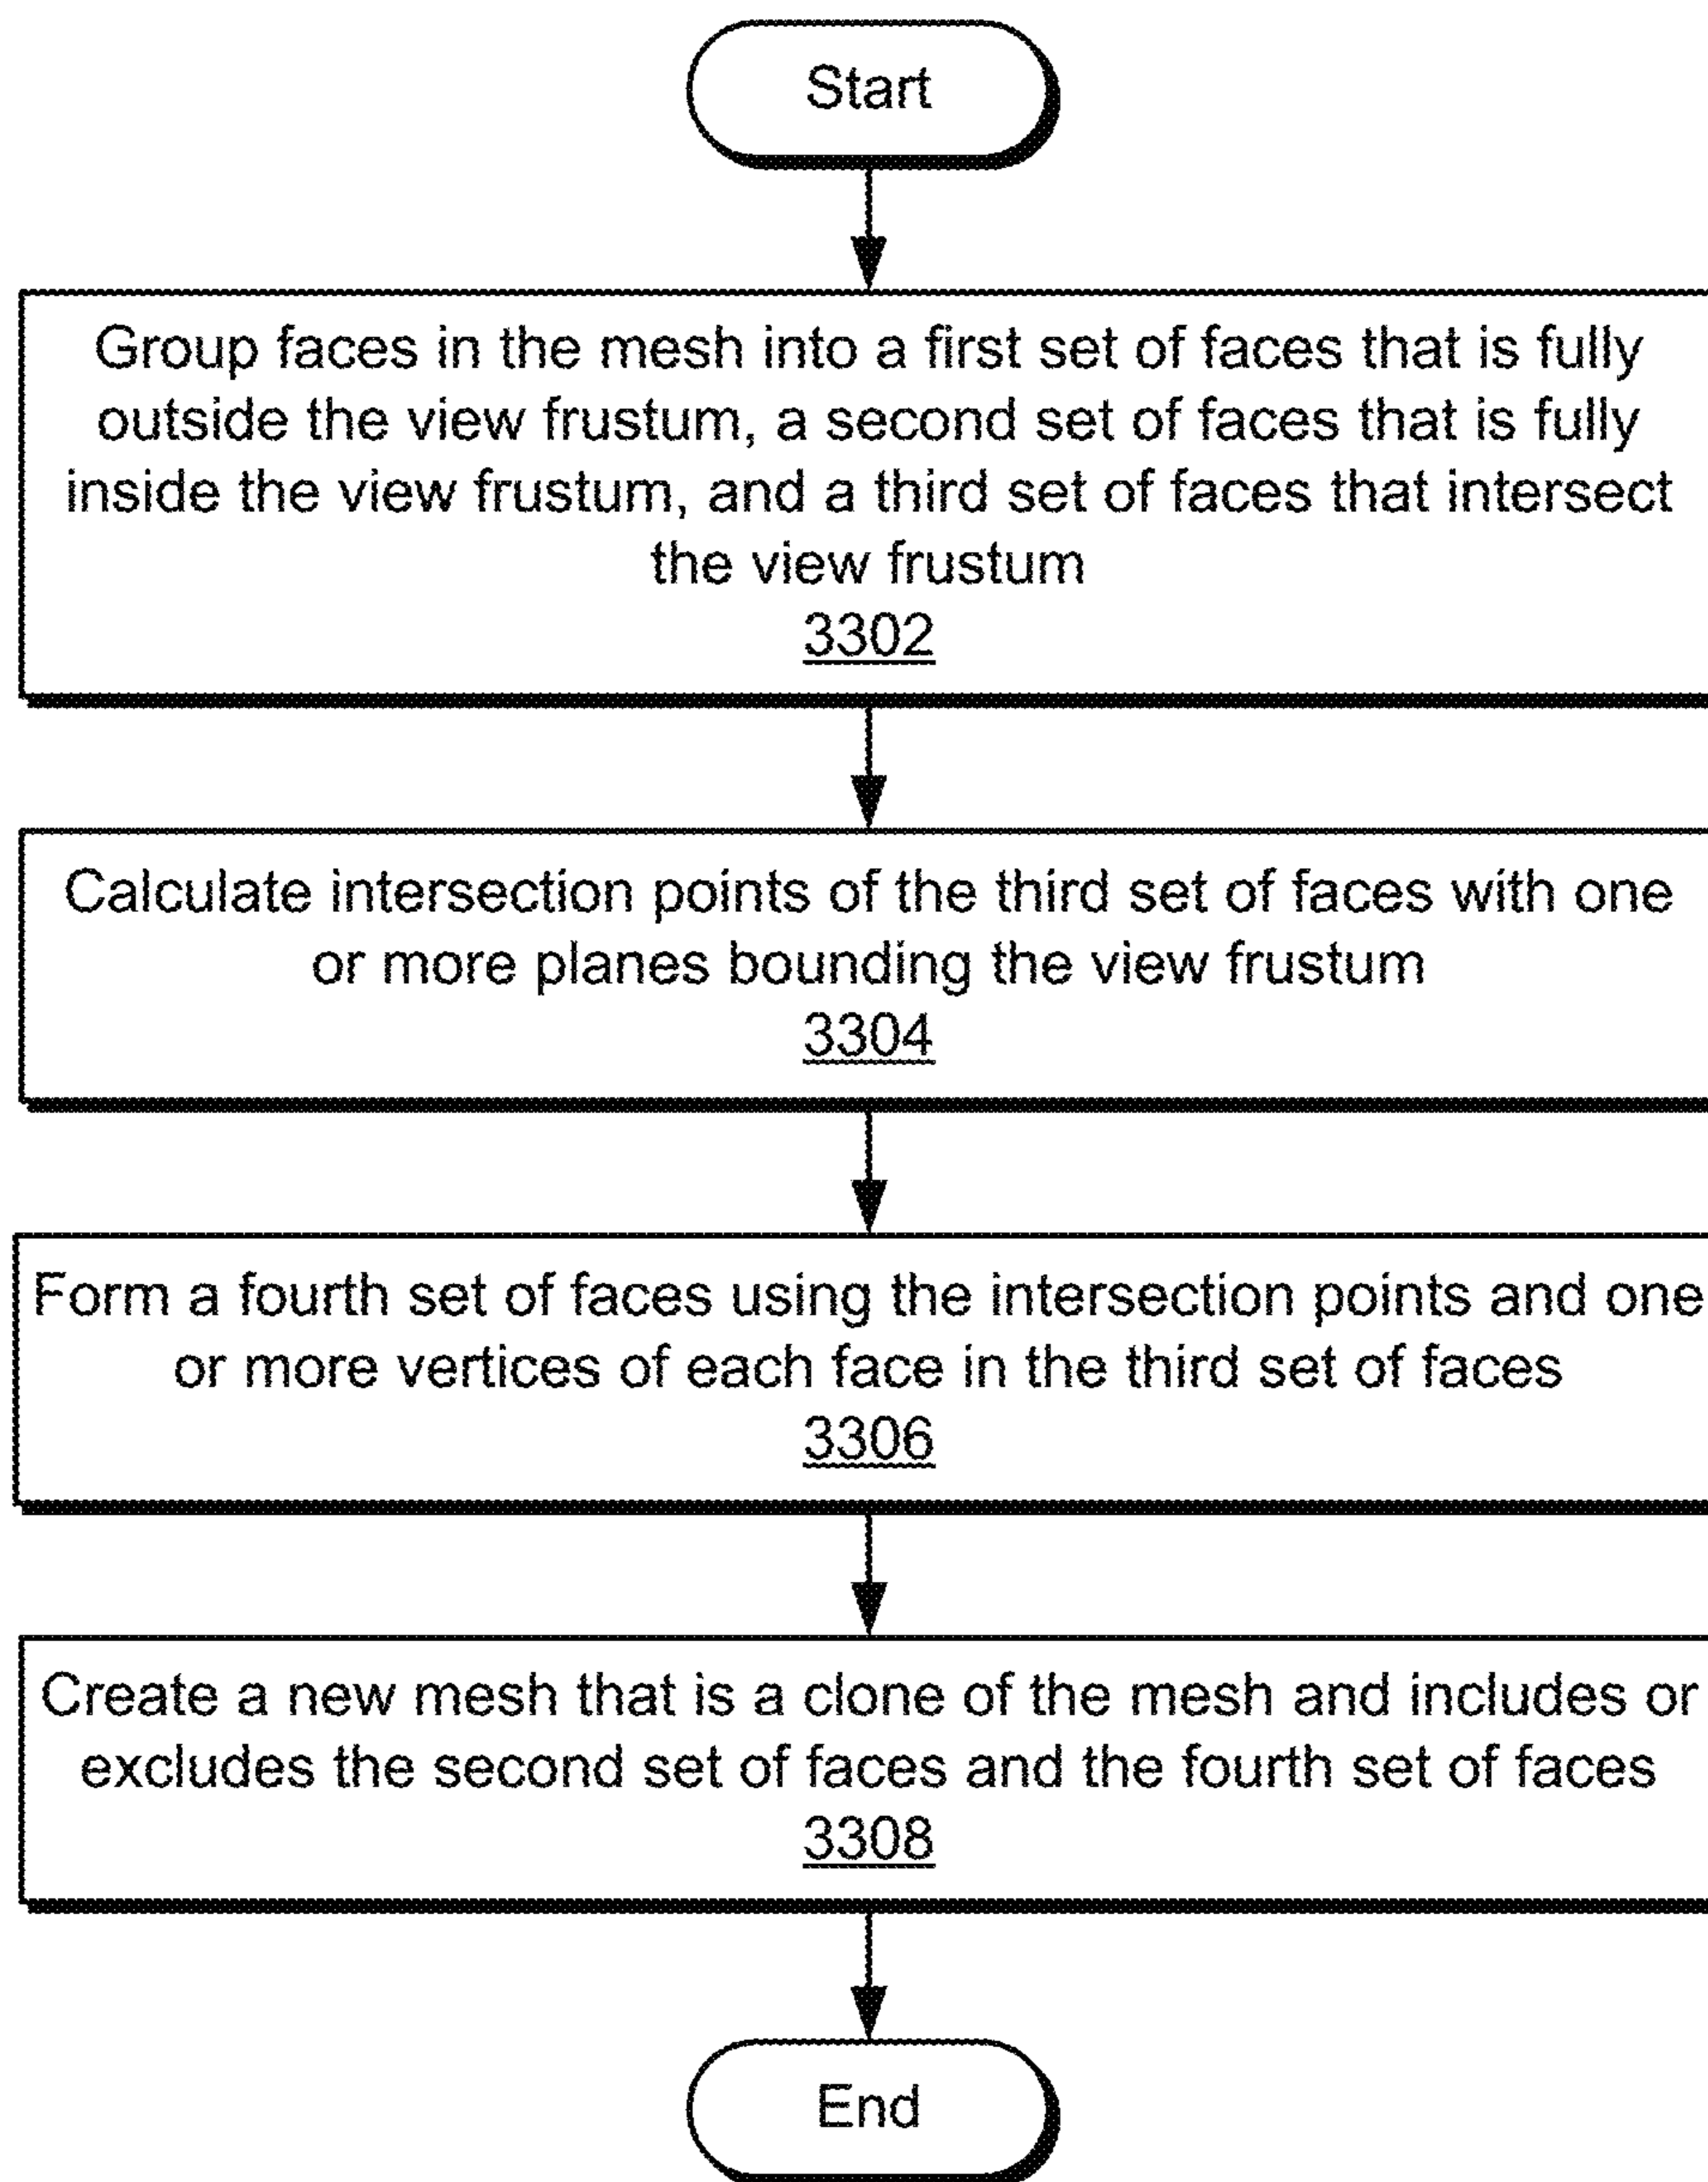 Start
Group faces in the mesh into a first set of faces that is fully
outside the view frustum, a second set of faces that is fully
inside the view frustum, and a third set of faces that intersect
the view frustum
3302
Calculate intersection points of the third set of faces with one
or more planes bounding the view frustum
3304
Form a fourth set of faces using the intersection points and one
or more vertices of each face in the third set of faces
3306
Create a new mesh that is a clone of the mesh and includes or
excludes the second set of faces and the fourth set of faces
3308
End